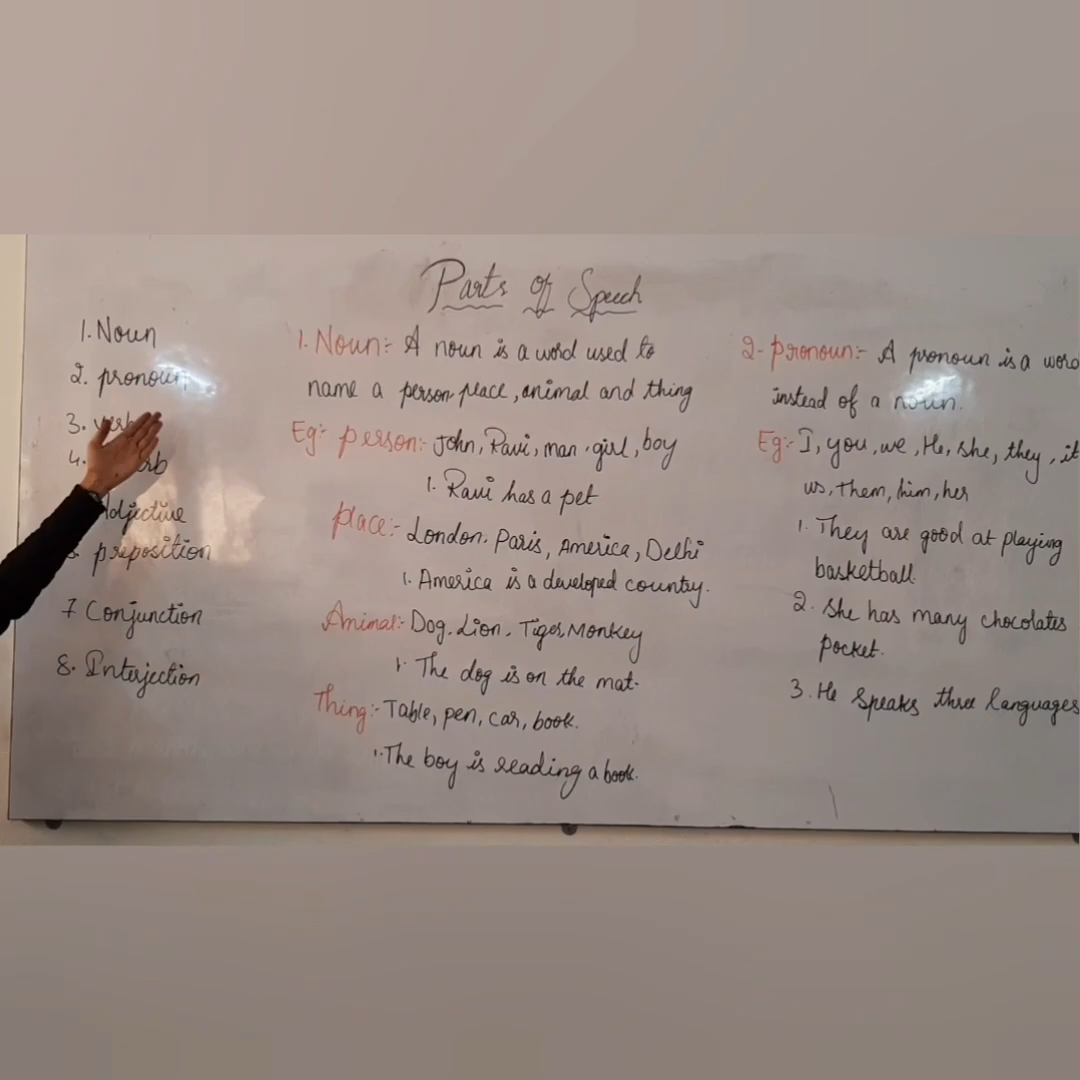 Parts Of Speech
1. Noun
2. pronoun
3. verb
4.
Adjective
preposition
7 Conjunction
8. Interjection
1. Noun:- A noun is a word used to
name a person place, animal and thing
Eg:- person:- John, Ravi, man, girl, boy
1. Ravi has a pet
place:- London, Paris, America, Delhi
1. America is a developed country.
Animal:- Dog, Lion, Tiger, Monkey
1. The dog is on the mat.
Thing:- Table, pen, car, book.
1. The boy is reading a book.
2- Pronoun:- A pronoun is a word
instead of a noun.
Eg:- I, you, we, He, she, they, it
us, them, him, her
1. They are good at playing
basketball.
2. She has many chocolates
pocket.
3. He speaks three languages